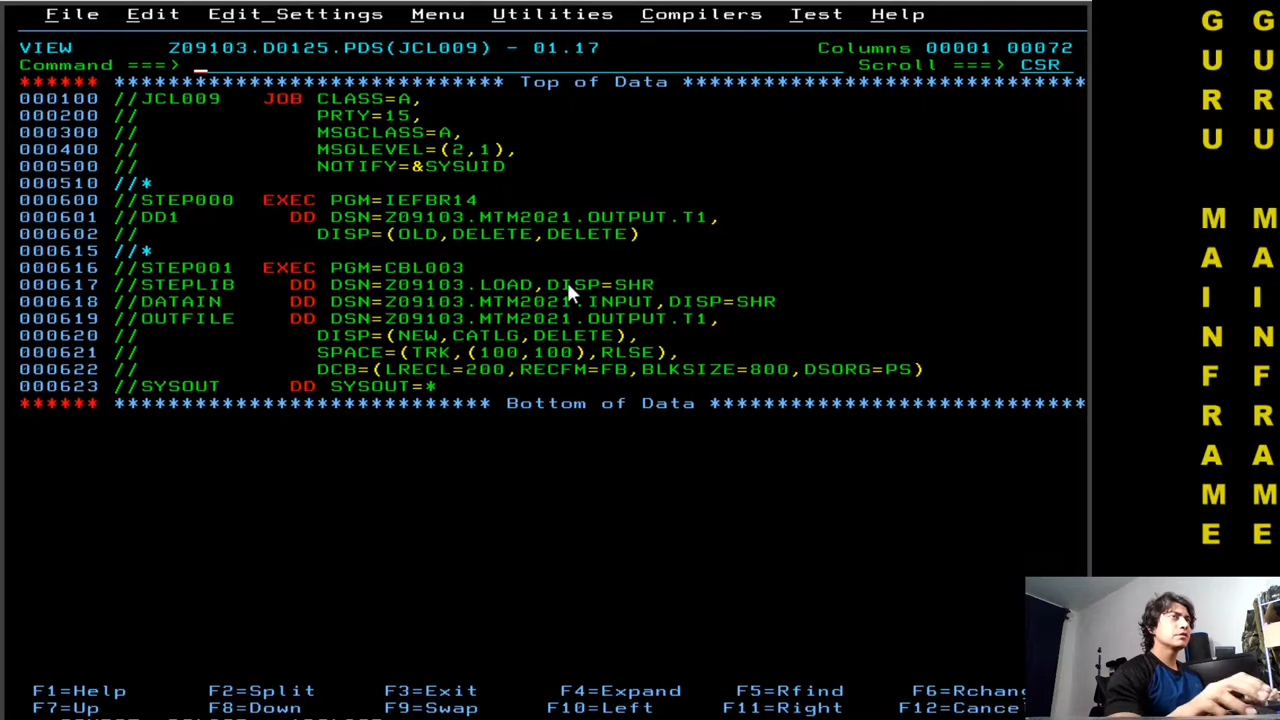 File Edit Edit_Settings Menu Utilities Compilers Test Help
VIEW Z09103.D0125.PDS(JCL009) - 01.17 Columns 00001 00072
Command ===> Scroll ===> CSR
****** ***************************** Top of Data ****************************
000100 //JCL009 JOB CLASS=A,
000200 // PRTY=15,
000300 // MSGCLASS=A,
000400 // MSGLEVEL=(2,1),
000500 // NOTIFY=&SYSUID
000510 //*
000600 //STEP000 EXEC PGM=IEFBR14
000601 //DD1 DD DSN=Z09103.MTM2021.OUTPUT.T1,
000602 // DISP=(OLD,DELETE,DELETE)
000615 //*
000616 //STEP001 EXEC PGM=CBL003
000617 //STEPLIB DD DSN=Z09103.LOAD,DISP=SHR
000618 //DATAIN DD DSN=Z09103.MTM2021.INPUT,DISP=SHR
000619 //OUTFILE DD DSN=Z09103.MTM2021.OUTPUT.T1,
000620 // DISP=(NEW,CATLG,DELETE),
000621 // SPACE=(TRK,(100,100),RLSE),
000622 // DCB=(LRECL=200,RECFM=FB,BLKSIZE=800,DSORG=PS)
000623 //SYSOUT DD SYSOUT=*
****** **************************** Bottom of Data ****************************
F1=Help F2=Split F3=Exit F4=Expand F5=Rfind F6=Rchang
F7=Up F8=Down F9=Swap F10=Left F11=Right F12=Cance
GURU MAINFRAME
GURU MAINFRAME